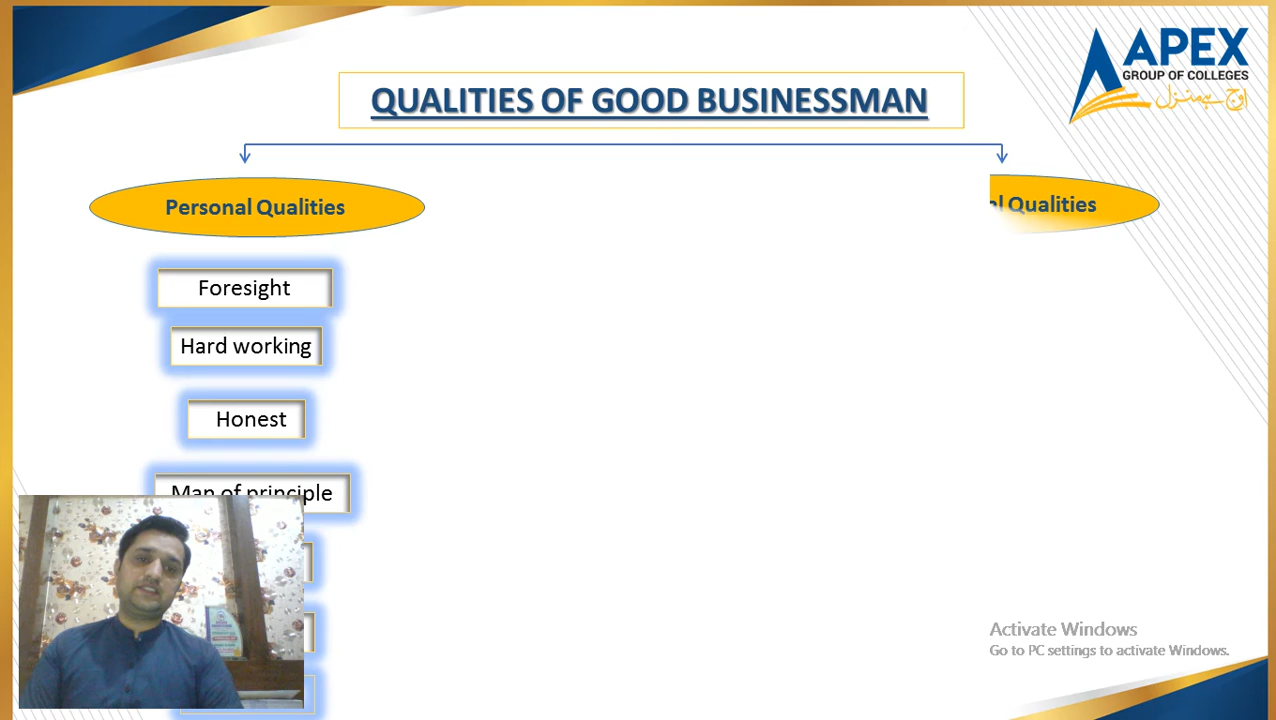 APEX
GROUP OF COLLEGES
اوج ہے منزل
QUALITIES OF GOOD BUSINESSMAN
Personal Qualities
l Qualities
Foresight
Hard working
Honest
Man of principle
Activate Windows
Go to PC settings to activate Windows.